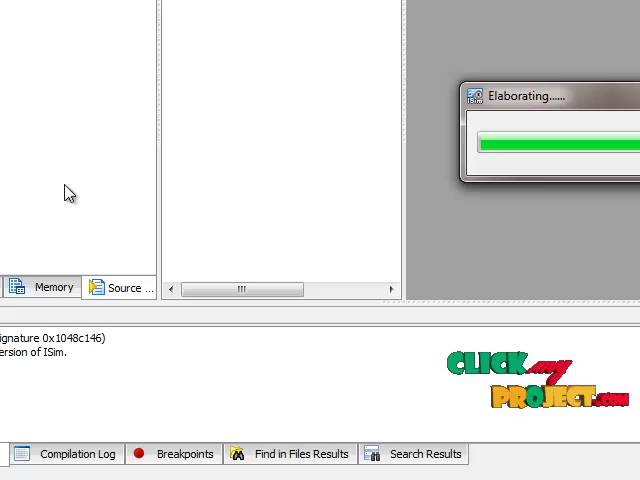 ISim
Elaborating......
Memory
Source ...
ignature 0x1048c146)
ersion of ISim.
CLICK my
PROJECT.com
Compilation Log
Breakpoints
Find in Files Results
Search Results